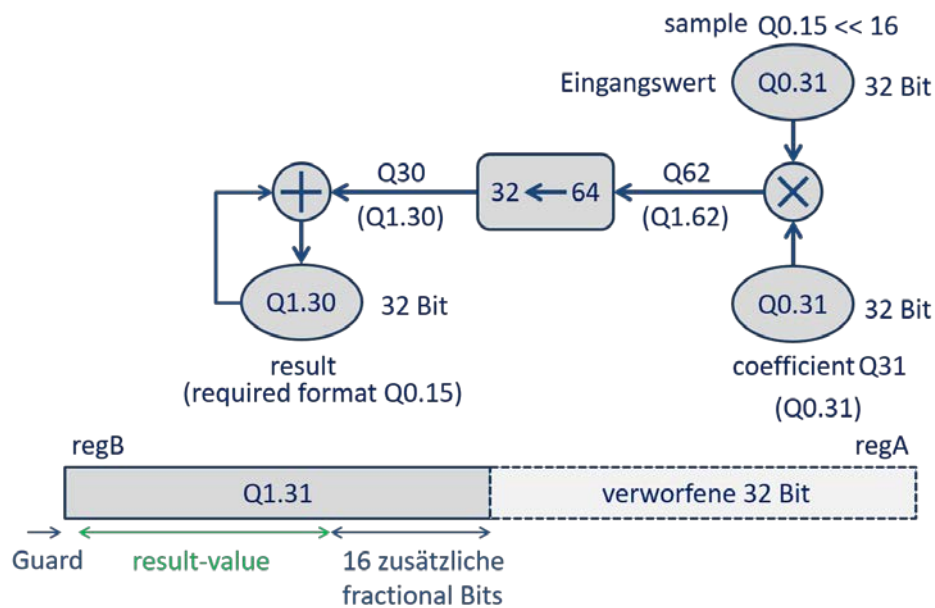 sample Q0.15 << 16
Eingangswert Q0.31 32 Bit
Q30 32 ← 64 Q62
(Q1.30) (Q1.62)
Q1.30 32 Bit Q0.31 32 Bit
result coefficient Q31
(required format Q0.15) (Q0.31)
regB regA
Q1.31 verworfene 32 Bit
Guard result-value 16 zusätzliche
fractional Bits